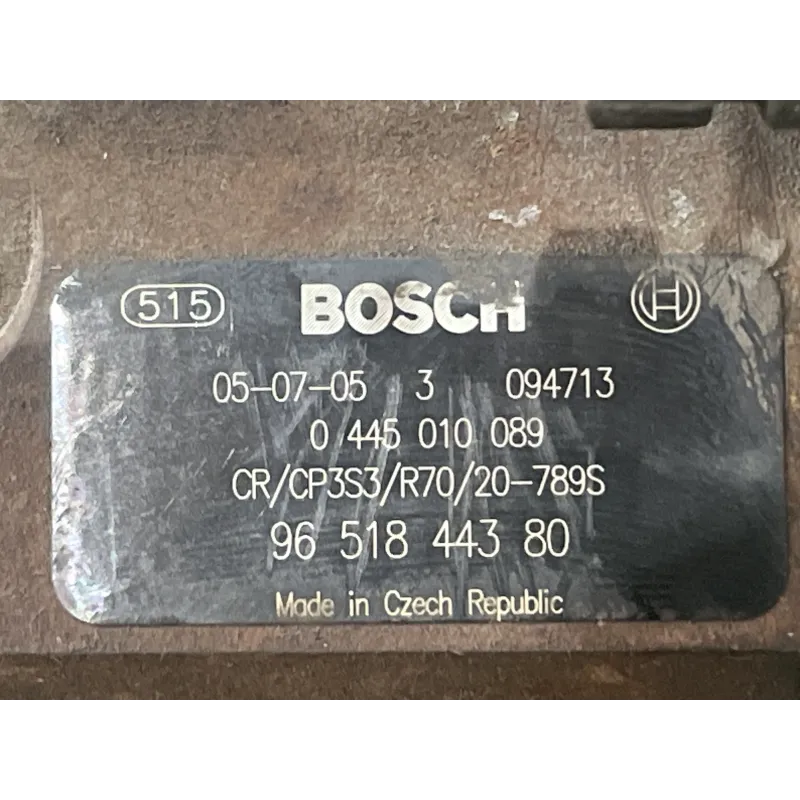 515 BOSCH
05-07-05 3 094713
0 445 010 089
CR/CP3S3/R70/20-789S
96 518 443 80
Made in Czech Republic